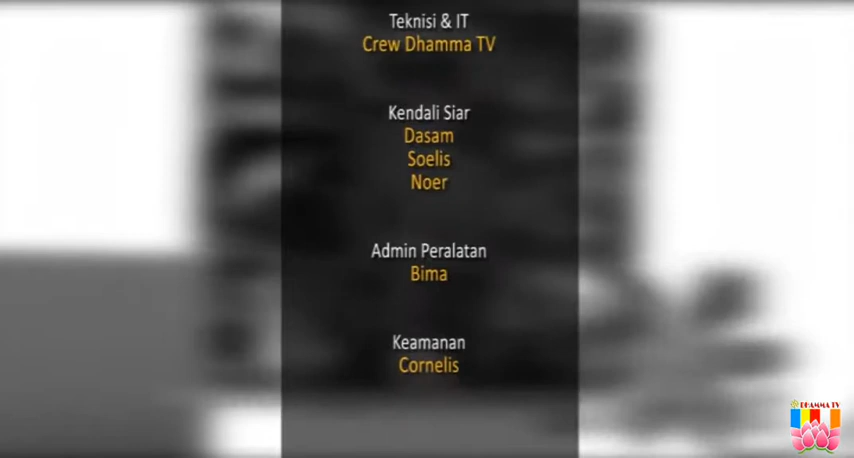 Teknisi & IT
Crew Dhamma TV
Kendali Siar
Dasam
Soelis
Noer
Admin Peralatan
Bima
Keamanan
Cornelis
DHAMMA TV